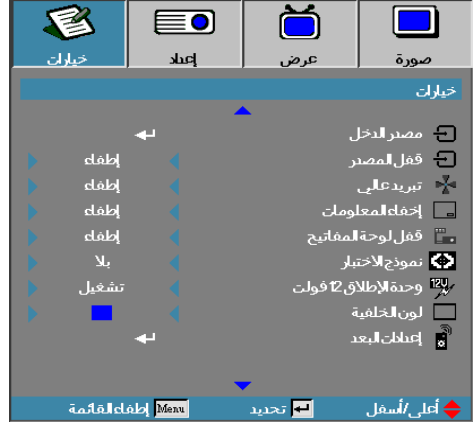 صورة عرض إعداد خيارات
خيارات
مصدر الدخل
قفل المصدر إطفاء
تبريد عالي إطفاء
إخفاء المعلومات إطفاء
قفل لوحة المفاتيح إطفاء
نموذج الاختبار بلا
12V وحدة الإطلاق 12 فولت تشغيل
لون الخلفية
إعدادات البعد
أعلى/أسفل تحديد Menu إطفاء القائمة